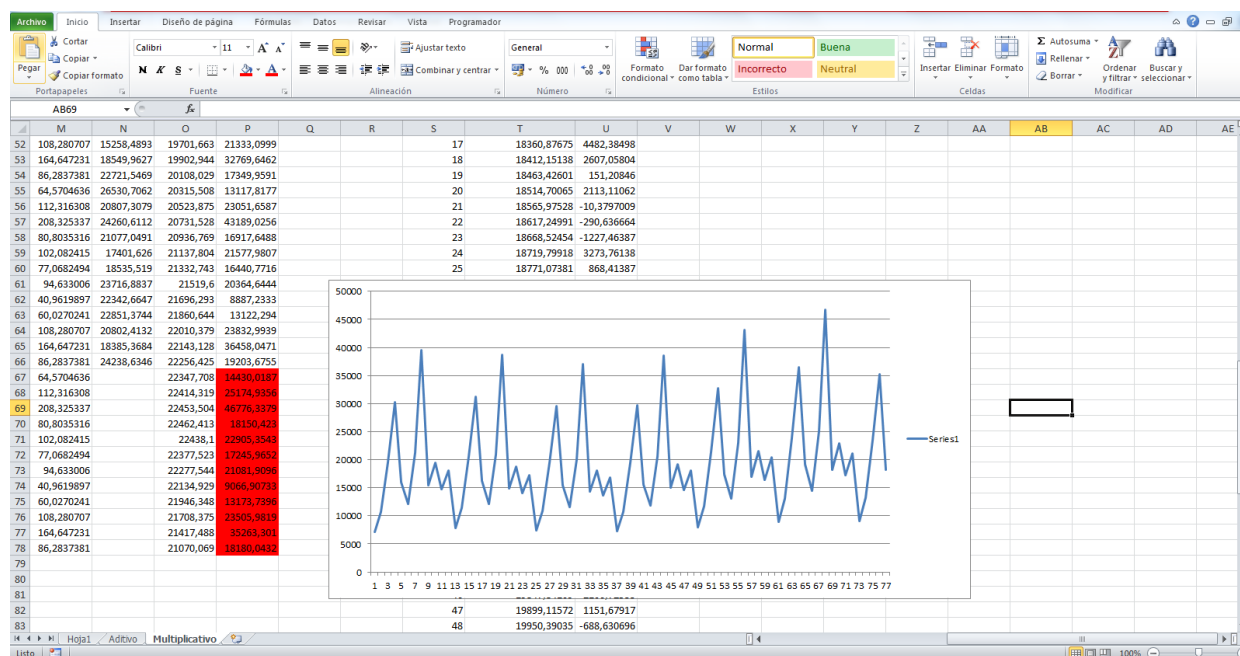 Archivo Inicio Insertar Diseño de página Fórmulas Datos Revisar Vista Programador
Pegar
Cortar
Copiar
Copiar formato
Portapapeles
Calibri 11 A A
N K S A
Fuente
Ajustar texto
Combinar y centrar
Alineación
General
% 000
Número
Formato condicional
Dar formato como tabla
Normal Buena
Incorrecto Neutral
Estilos
Insertar Eliminar Formato
Celdas
Σ Autosuma
Rellenar
Borrar
Ordenar y filtrar
Buscar y seleccionar
Modificar
AB69 fx
M N O P Q R S T U V W X Y Z AA AB AC AD AE
52 108,280707 15258,4893 19701,663 21333,0999 17 18360,87675 4482,38498
53 164,647231 18549,9627 19902,944 32769,6462 18 18412,15138 2607,05804
54 86,2837381 22721,5469 20108,029 17349,9591 19 18463,42601 151,20846
55 64,5704636 26530,7062 20315,508 13117,8177 20 18514,70065 2113,11062
56 112,316308 20807,3079 20523,875 23051,6587 21 18565,97528 -10,3797009
57 208,325337 24260,6112 20731,528 43189,0256 22 18617,24991 -290,636664
58 80,8035316 21077,0491 20936,769 16917,6488 23 18668,52454 -1227,46387
59 102,082415 17401,626 21137,804 21577,9807 24 18719,79918 3273,76138
60 77,0682494 18535,519 21332,743 16440,7716 25 18771,07381 868,41387
61 94,633006 23716,8837 21519,6 20364,6444
62 40,9619897 22342,6647 21696,293 8887,2333
63 60,0270241 22851,3744 21860,644 13122,294
64 108,280707 20802,4132 22010,379 23832,9939
65 164,647231 18385,3684 22143,128 36458,0471
66 86,2837381 24238,6346 22256,425 19203,6755
67 64,5704636 22347,708 14430,0187
68 112,316308 22414,319 25174,9356
69 208,325337 22453,504 46776,3379
70 80,8035316 22462,413 18150,423
71 102,082415 22438,1 22905,3543
72 77,0682494 22377,523 17245,9652
73 94,633006 22277,544 21081,9096
74 40,9619897 22134,929 9066,90733
75 60,0270241 21946,348 13173,7396
76 108,280707 21708,375 23505,9819
77 164,647231 21417,488 35263,301
78 86,2837381 21070,069 18180,0432
79
80
81
82 47 19899,11572 1151,67917
83 48 19950,39035 -688,630696
50000
45000
40000
35000
30000
25000
20000
15000
10000
5000
0
1 3 5 7 9 11 13 15 17 19 21 23 25 27 29 31 33 35 37 39 41 43 45 47 49 51 53 55 57 59 61 63 65 67 69 71 73 75 77
Series1
Hoja1 Aditivo Multiplicativo
Listo 100%